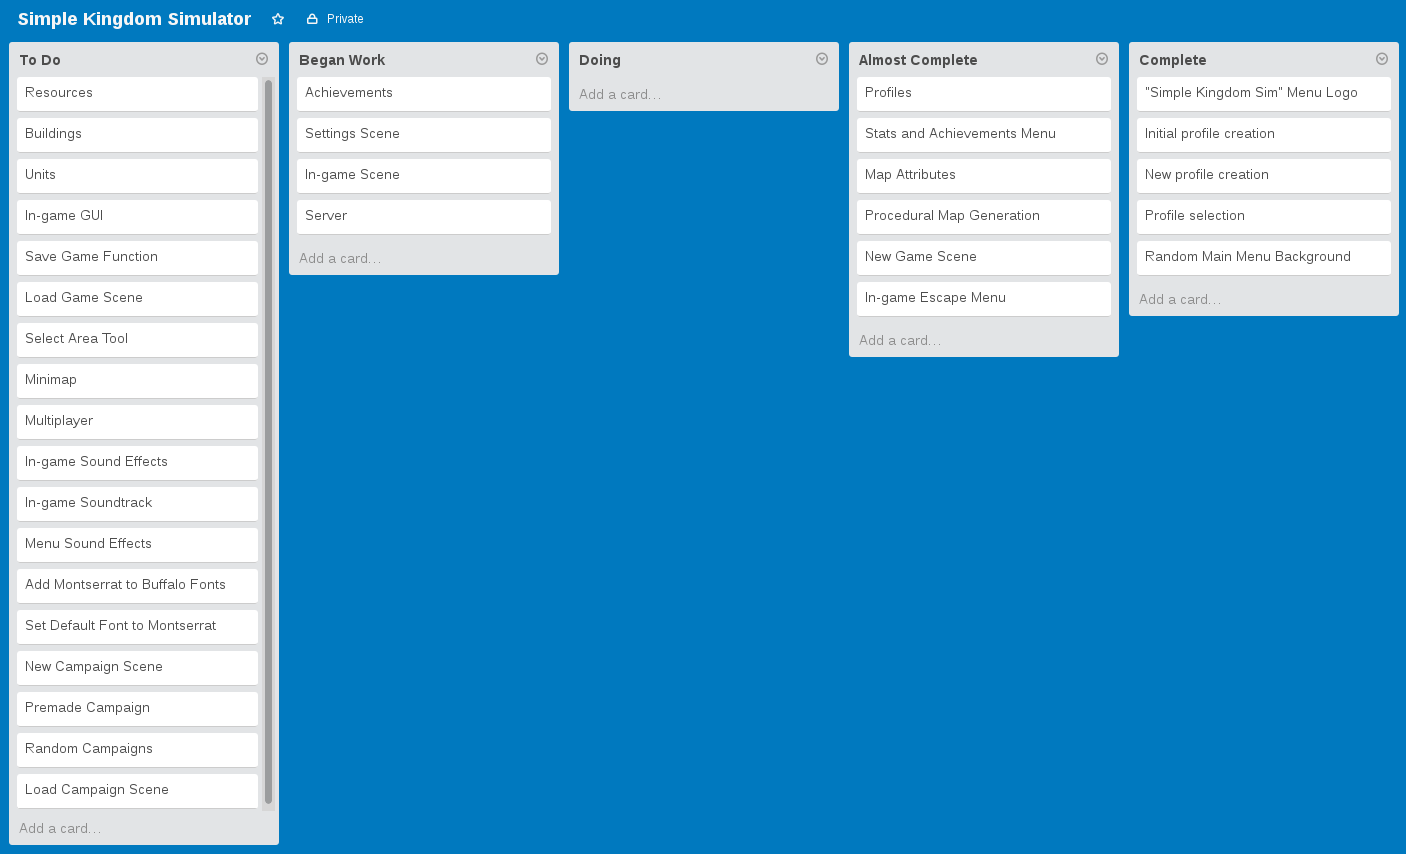 Simple Kingdom Simulator Private
To Do
Resources
Buildings
Units
In-game GUI
Save Game Function
Load Game Scene
Select Area Tool
Minimap
Multiplayer
In-game Sound Effects
In-game Soundtrack
Menu Sound Effects
Add Montserrat to Buffalo Fonts
Set Default Font to Montserrat
New Campaign Scene
Premade Campaign
Random Campaigns
Load Campaign Scene
Add a card...
Began Work
Achievements
Settings Scene
In-game Scene
Server
Add a card...
Doing
Add a card...
Almost Complete
Profiles
Stats and Achievements Menu
Map Attributes
Procedural Map Generation
New Game Scene
In-game Escape Menu
Add a card...
Complete
"Simple Kingdom Sim" Menu Logo
Initial profile creation
New profile creation
Profile selection
Random Main Menu Background
Add a card...